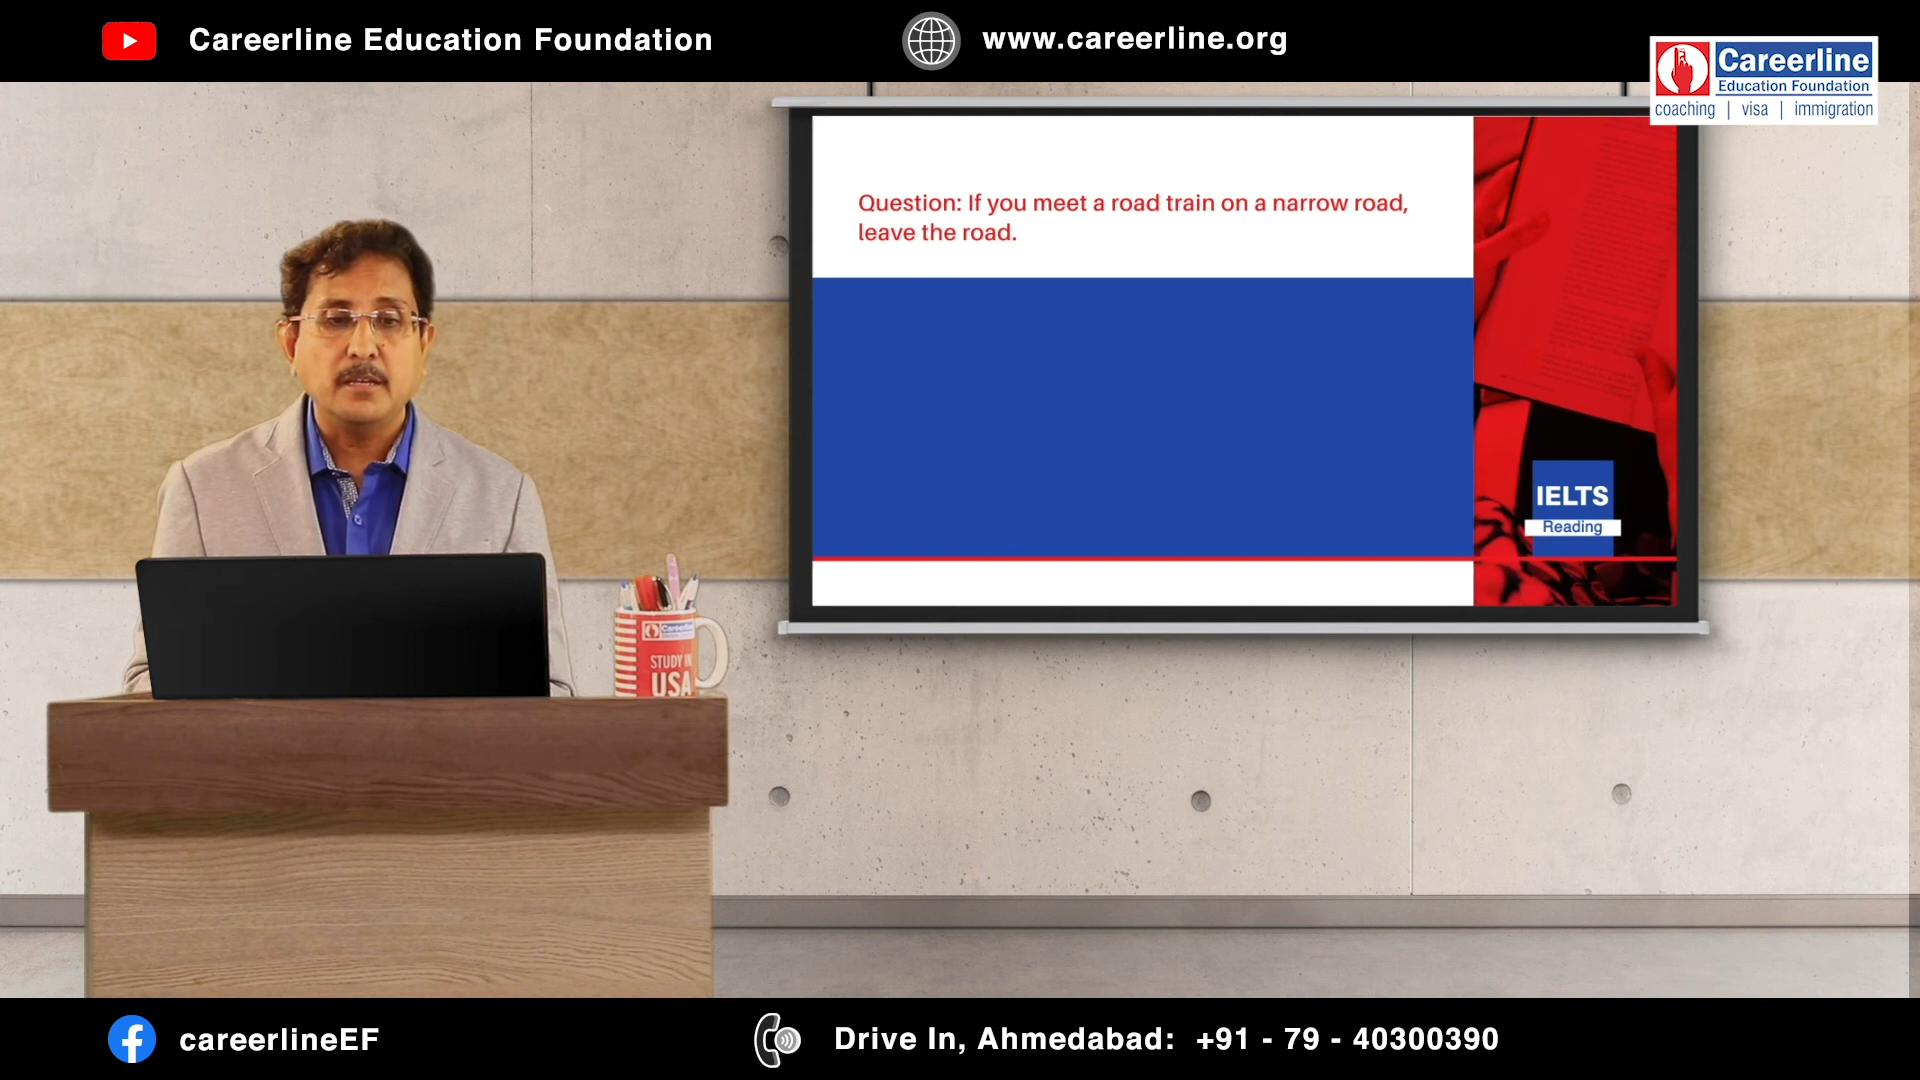 Careerline Education Foundation
www.careerline.org
Careerline
Education Foundation
coaching | visa | immigration
Question: If you meet a road train on a narrow road,
leave the road.
IELTS
Reading
Careerline
STUDY IN
USA
careerlineEF
Drive In, Ahmedabad: +91 - 79 - 40300390